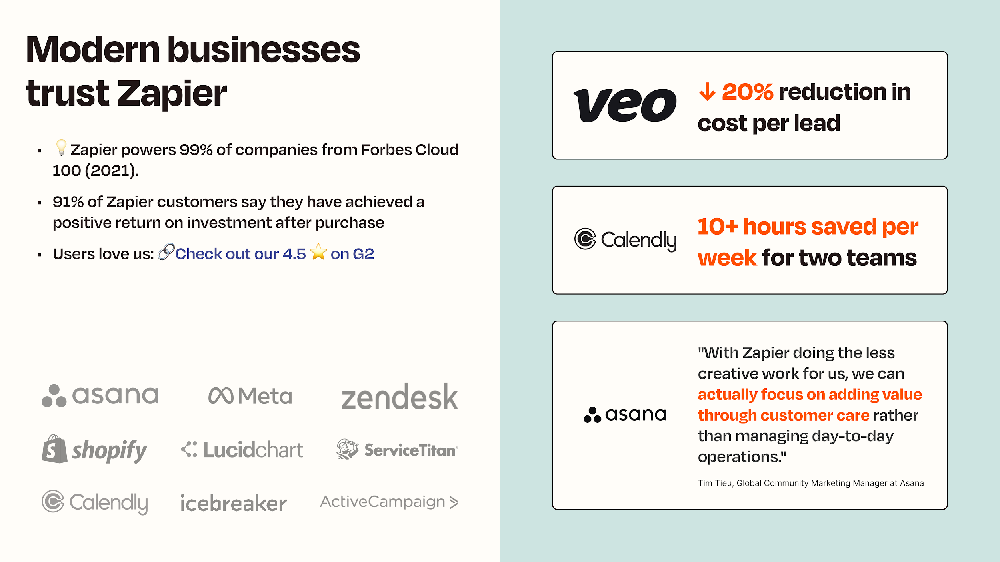 Modern businesses
trust Zapier
▪ 💡Zapier powers 99% of companies from Forbes Cloud
100 (2021).
▪ 91% of Zapier customers say they have achieved a
positive return on investment after purchase
▪ Users love us: 🔗Check out our 4.5 ⭐ on G2
asana
Meta
zendesk
shopify
Lucidchart
ServiceTitan®
Calendly
icebreaker
ActiveCampaign
veo
↓ 20% reduction in
cost per lead
Calendly
10+ hours saved per
week for two teams
asana
"With Zapier doing the less
creative work for us, we can
actually focus on adding value
through customer care rather
than managing day-to-day
operations."
Tim Tieu, Global Community Marketing Manager at Asana